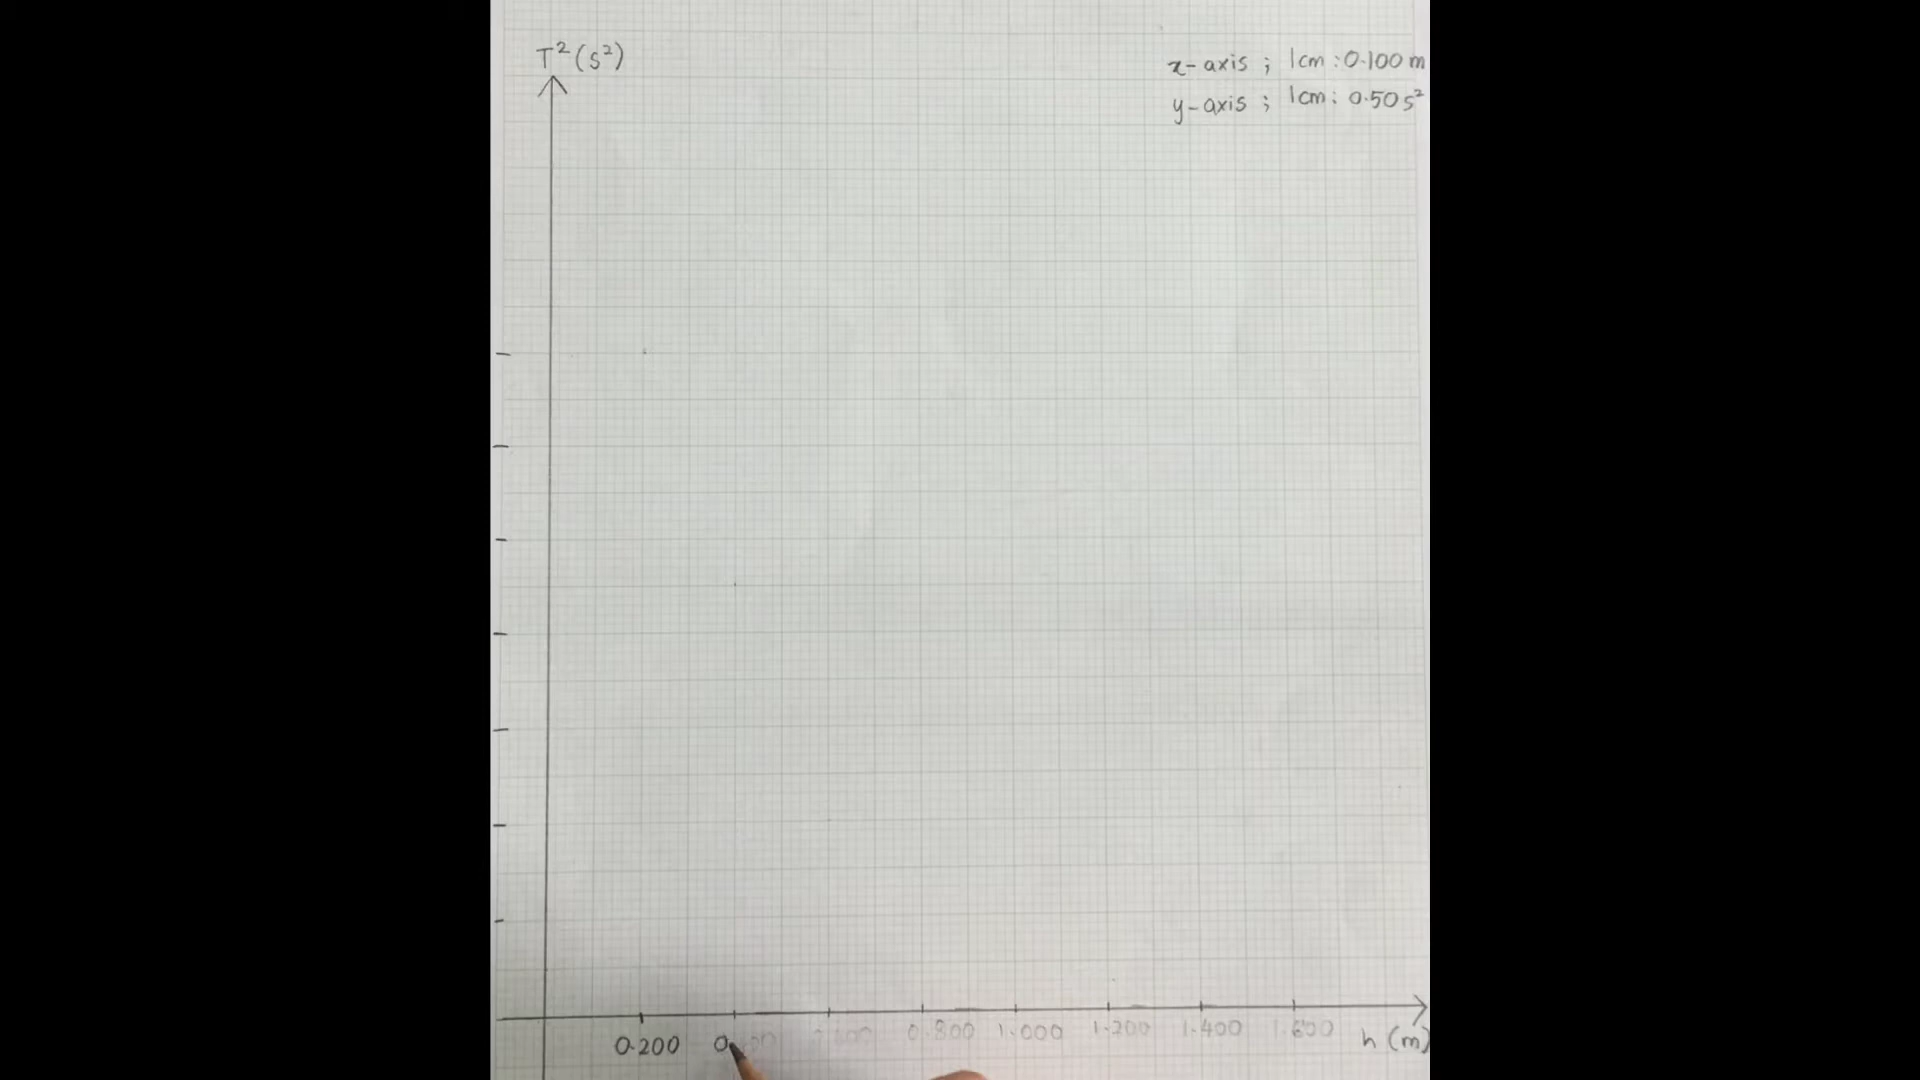 T²(s²)
x-axis ; 1cm : 0.100 m
y-axis ; 1cm : 0.50 s²
0.200 0. 0.800 1.000 1.200 1.400 1.600 h (m)